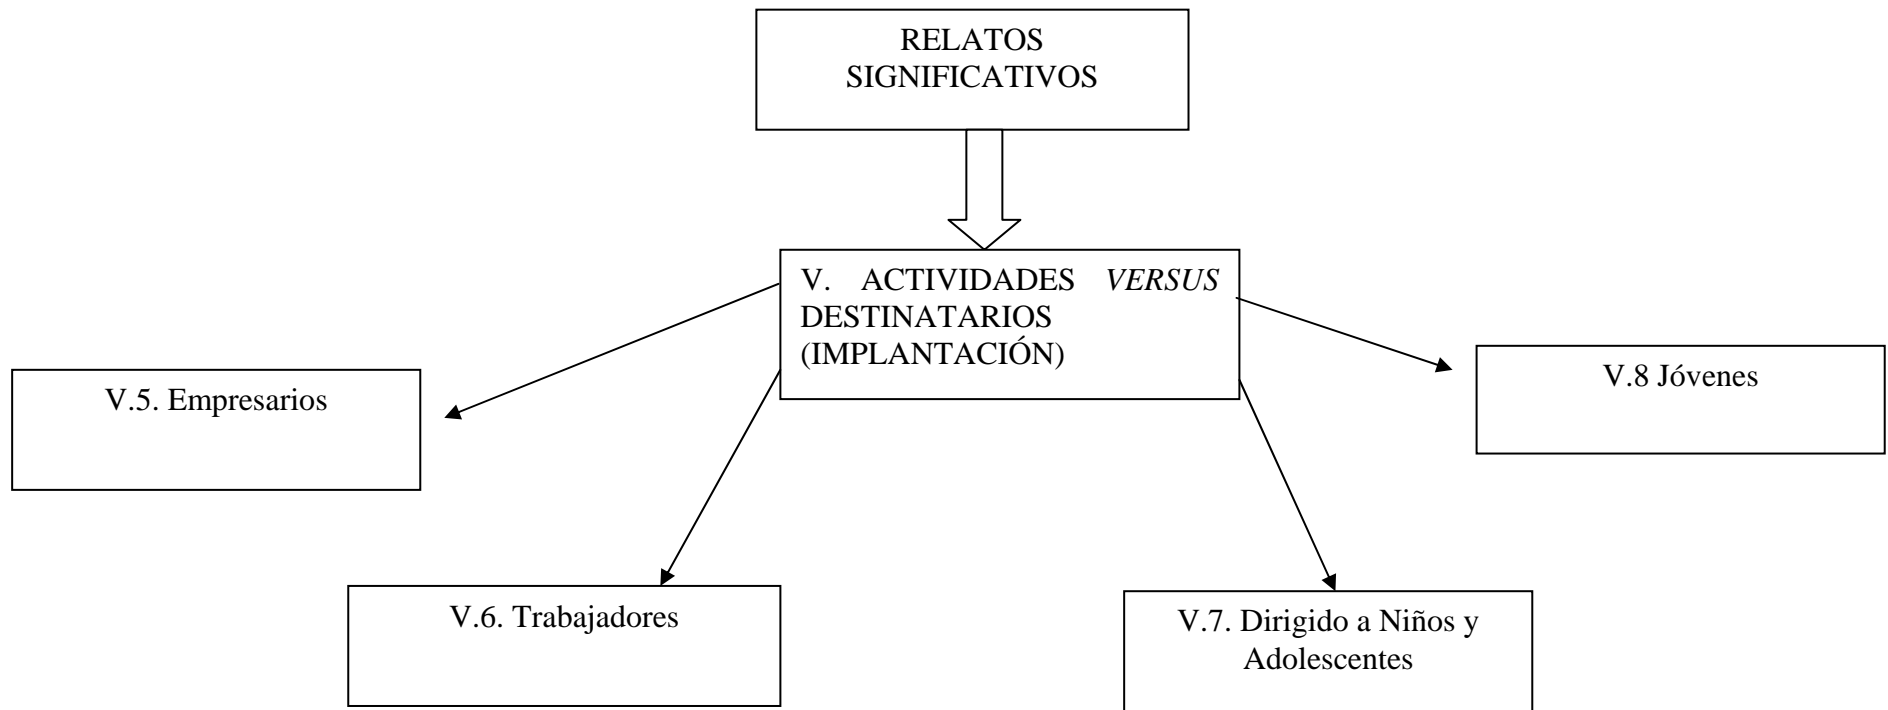 RELATOS
SIGNIFICATIVOS
V. ACTIVIDADES VERSUS
DESTINATARIOS
(IMPLANTACIÓN)
V.5. Empresarios
V.8 Jóvenes
V.6. Trabajadores
V.7. Dirigido a Niños y
Adolescentes